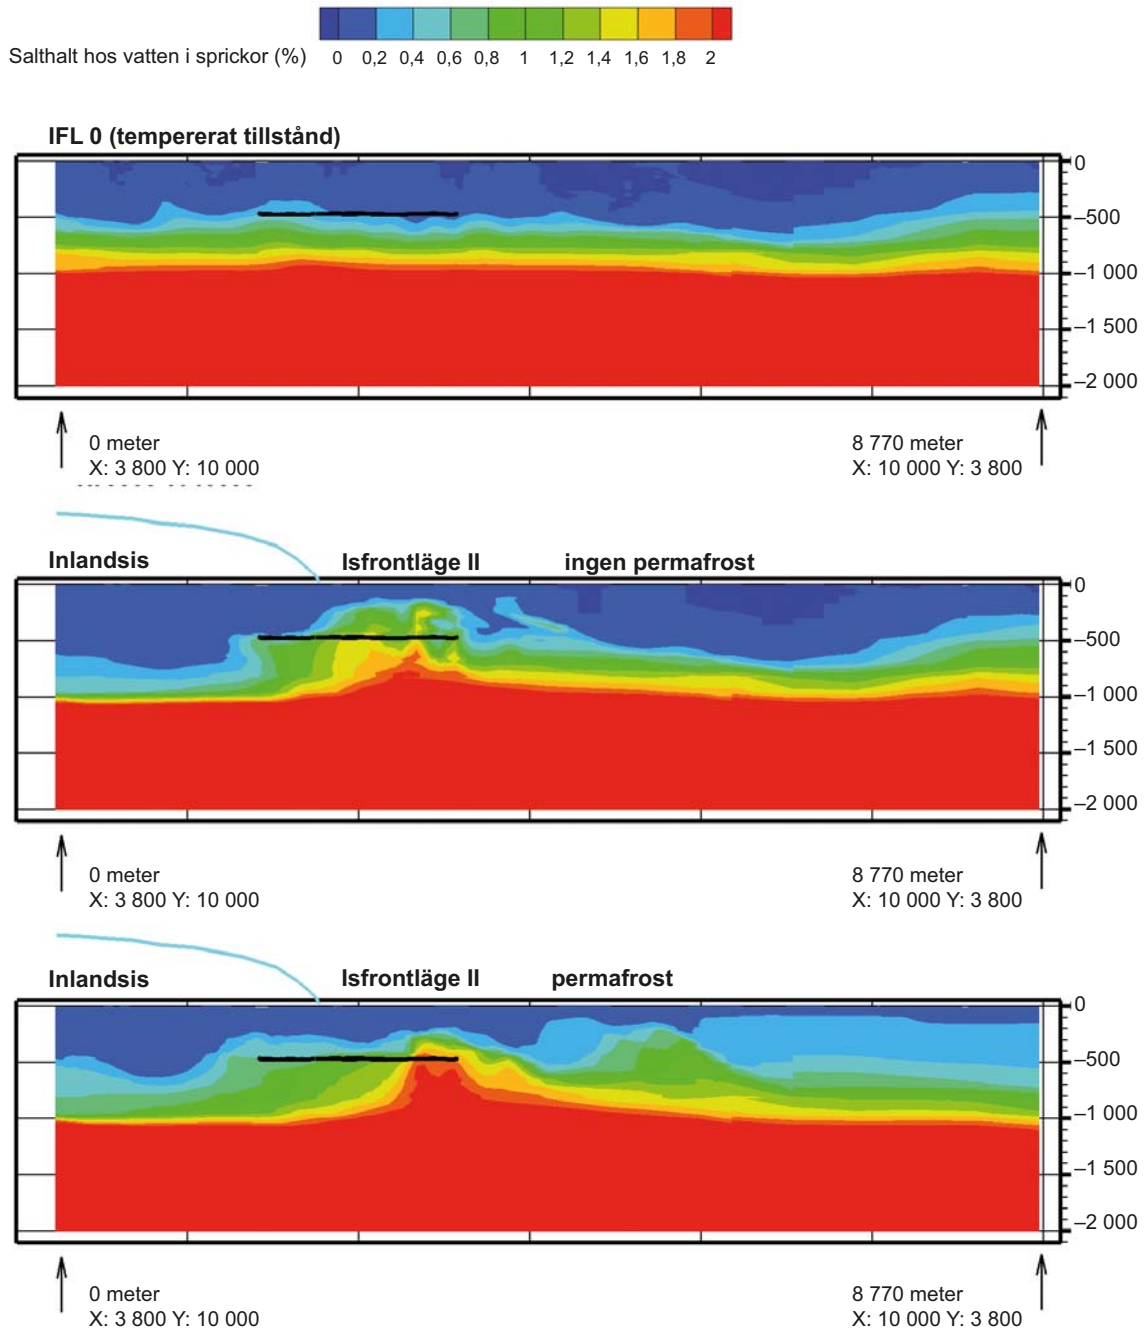 Salthalt hos vatten i sprickor (%) 0 0,2 0,4 0,6 0,8 1 1,2 1,4 1,6 1,8 2
IFL 0 (tempererat tillstånd)
0
–500
–1 000
–1 500
–2 000
0 meter
X: 3 800 Y: 10 000
8 770 meter
X: 10 000 Y: 3 800
Inlandsis Isfrontläge II ingen permafrost
0
–500
–1 000
–1 500
–2 000
0 meter
X: 3 800 Y: 10 000
8 770 meter
X: 10 000 Y: 3 800
Inlandsis Isfrontläge II permafrost
0
–500
–1 000
–1 500
–2 000
0 meter
X: 3 800 Y: 10 000
8 770 meter
X: 10 000 Y: 3 800